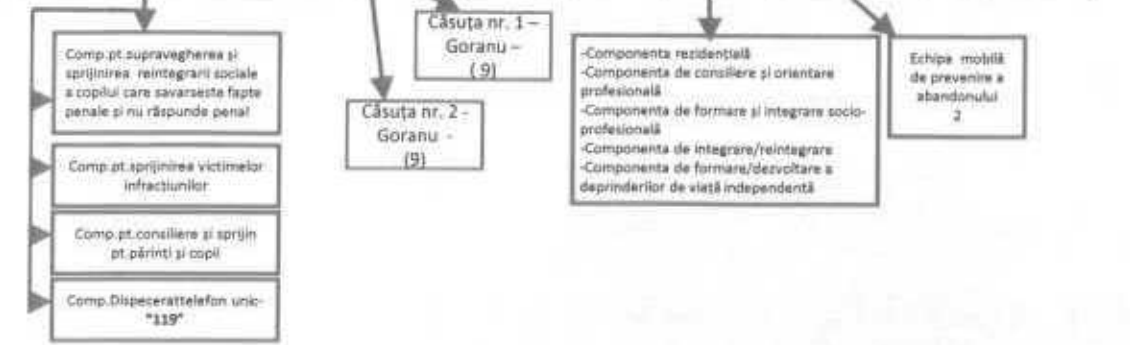 Comp.pt.supravegherea și
sprijinirea reintegrarii sociale
a copilului care savarseste fapte
penale și nu răspunde penal
Comp.pt.sprijinirea victimelor
infractiunilor
Comp.pt.consiliere și sprijin
pt.părinti și copil
Comp.Dispecerattelefon unic-
"119"
Căsuța nr. 1 –
Goranu –
( 9)
Căsuța nr. 2 -
Goranu -
(9)
-Componenta rezidențială
-Componenta de consiliere și orientare
profesională
-Componenta de formare și integrare socio-
profesională
-Componenta de integrare/reintegrare
-Componenta de formare/dezvoltare a
deprinderilor de viață independentă
Echipa mobilă
de prevenire a
abandonului
2